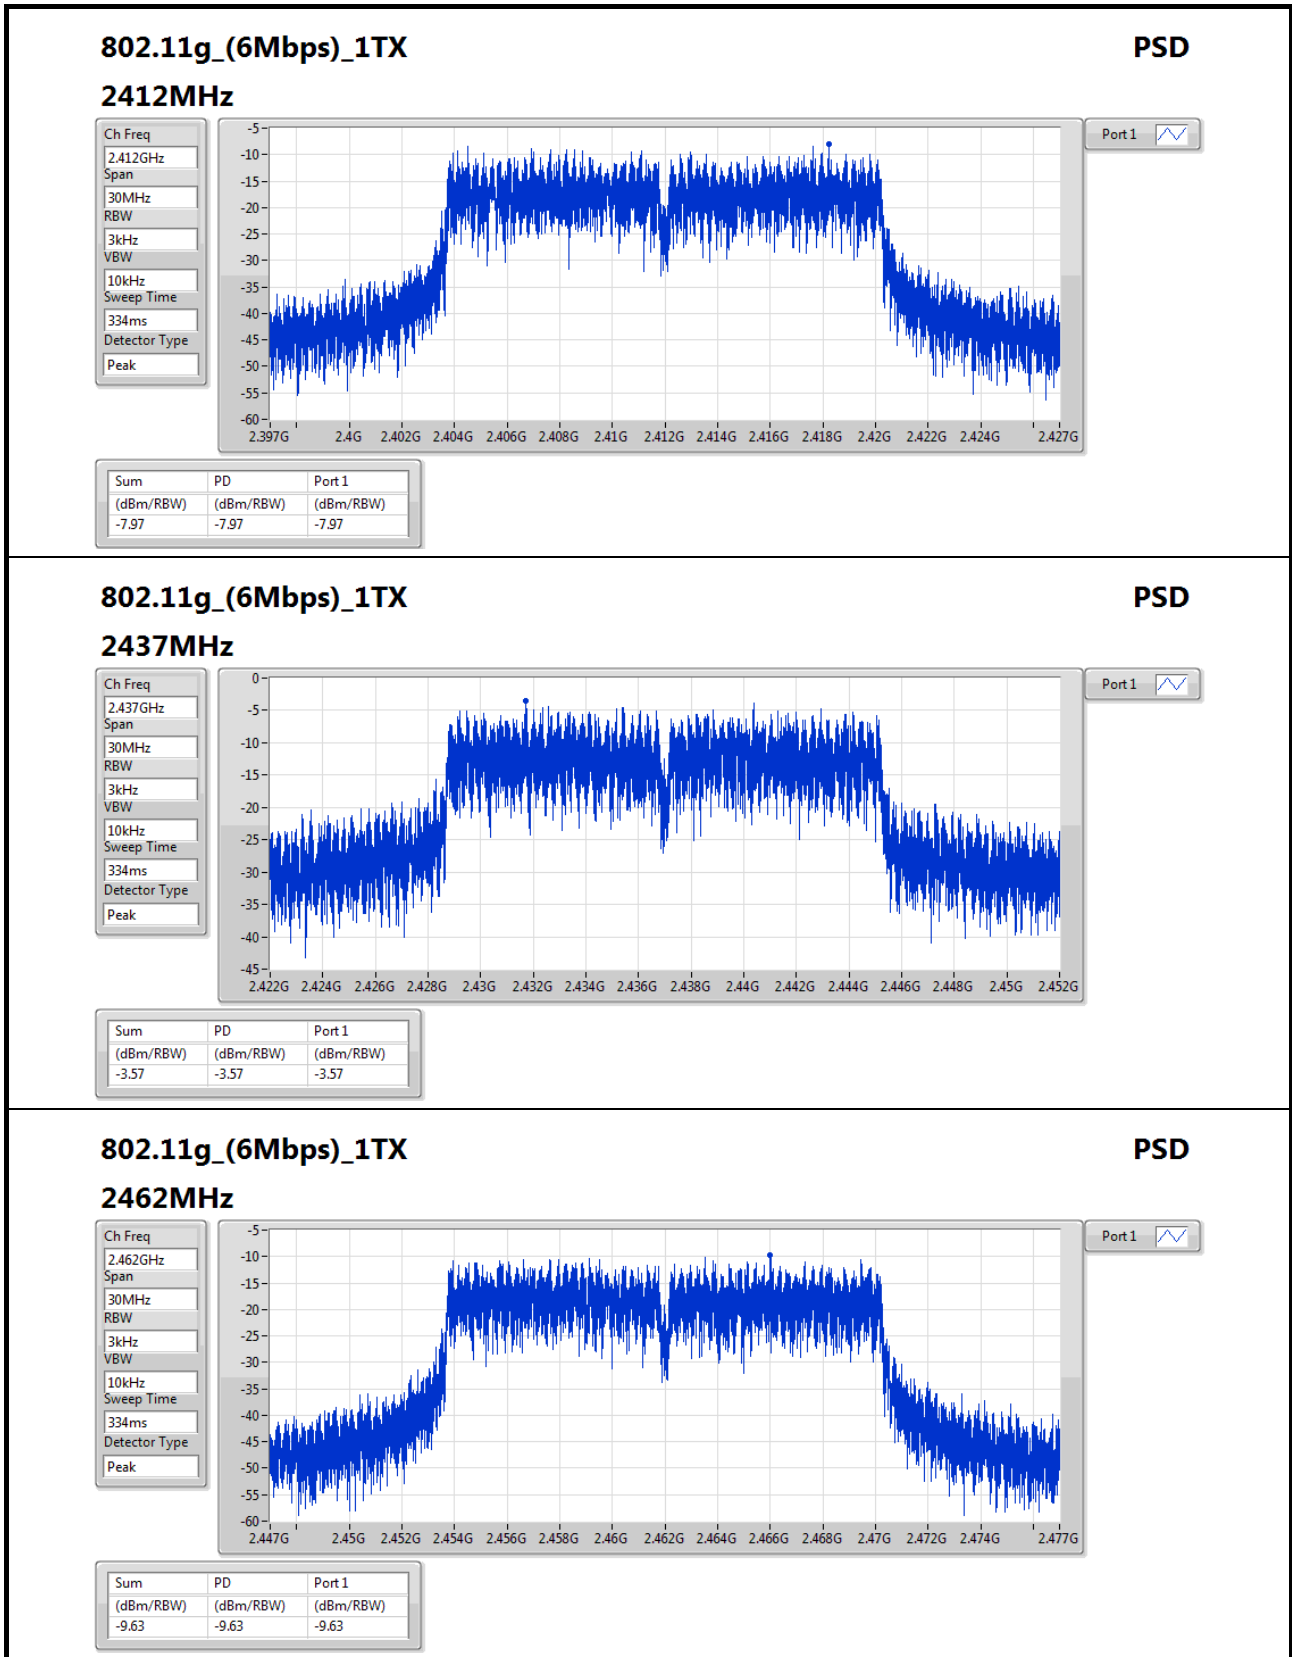 802.11g_(6Mbps)_1TX PSD
2412MHz
Ch Freq
2.412GHz
Span
30MHz
RBW
3kHz
VBW
10kHz
Sweep Time
334ms
Detector Type
Peak
-5
-10
-15
-20
-25
-30
-35
-40
-45
-50
-55
-60
2.397G 2.4G 2.402G 2.404G 2.406G 2.408G 2.41G 2.412G 2.414G 2.416G 2.418G 2.42G 2.422G 2.424G 2.427G
Port 1
Sum PD Port 1
(dBm/RBW) (dBm/RBW) (dBm/RBW)
-7.97 -7.97 -7.97
802.11g_(6Mbps)_1TX PSD
2437MHz
Ch Freq
2.437GHz
Span
30MHz
RBW
3kHz
VBW
10kHz
Sweep Time
334ms
Detector Type
Peak
0
-5
-10
-15
-20
-25
-30
-35
-40
-45
2.422G 2.424G 2.426G 2.428G 2.43G 2.432G 2.434G 2.436G 2.438G 2.44G 2.442G 2.444G 2.446G 2.448G 2.45G 2.452G
Port 1
Sum PD Port 1
(dBm/RBW) (dBm/RBW) (dBm/RBW)
-3.57 -3.57 -3.57
802.11g_(6Mbps)_1TX PSD
2462MHz
Ch Freq
2.462GHz
Span
30MHz
RBW
3kHz
VBW
10kHz
Sweep Time
334ms
Detector Type
Peak
-5
-10
-15
-20
-25
-30
-35
-40
-45
-50
-55
-60
2.447G 2.45G 2.452G 2.454G 2.456G 2.458G 2.46G 2.462G 2.464G 2.466G 2.468G 2.47G 2.472G 2.474G 2.477G
Port 1
Sum PD Port 1
(dBm/RBW) (dBm/RBW) (dBm/RBW)
-9.63 -9.63 -9.63